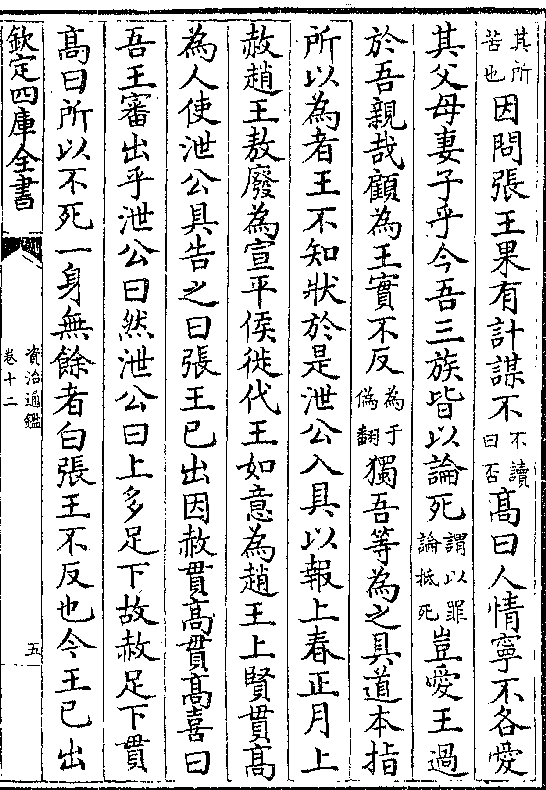 其所
苦也因問張王果有計謀不不讀
曰否高曰人情寧不各愛
其父母妻子乎今吾三族皆以論死謂以罪
論抵死豈愛王過
於吾親哉顧為王實不反為于
偽翻獨吾等為之具道本指
所以為者王不知狀於是泄公入具以報上春正月上
赦趙王敖廢為宣平侯徙代王如意為趙王上賢貫高
為人使泄公具告之曰張王已出因赦貫高貫高喜曰
吾王審出乎泄公曰然泄公曰上多足下故赦足下貫
高曰所以不死一身無餘者白張王不反也今王已出
欽定四庫全書
資治通鑑
卷十二
五